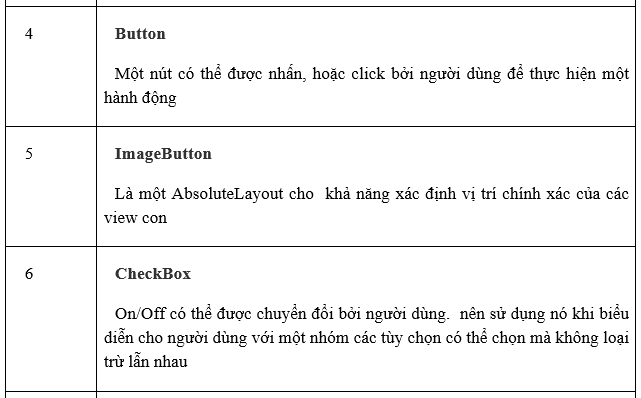 4
Button
Một nút có thể được nhấn, hoặc click bởi người dùng để thực hiện một
hành động
5
ImageButton
Là một AbsoluteLayout cho khả năng xác định vị trí chính xác của các
view con
6
CheckBox
On/Off có thể được chuyển đổi bởi người dùng. nên sử dụng nó khi biểu
diễn cho người dùng với một nhóm các tùy chọn có thể chọn mà không loại
trừ lẫn nhau